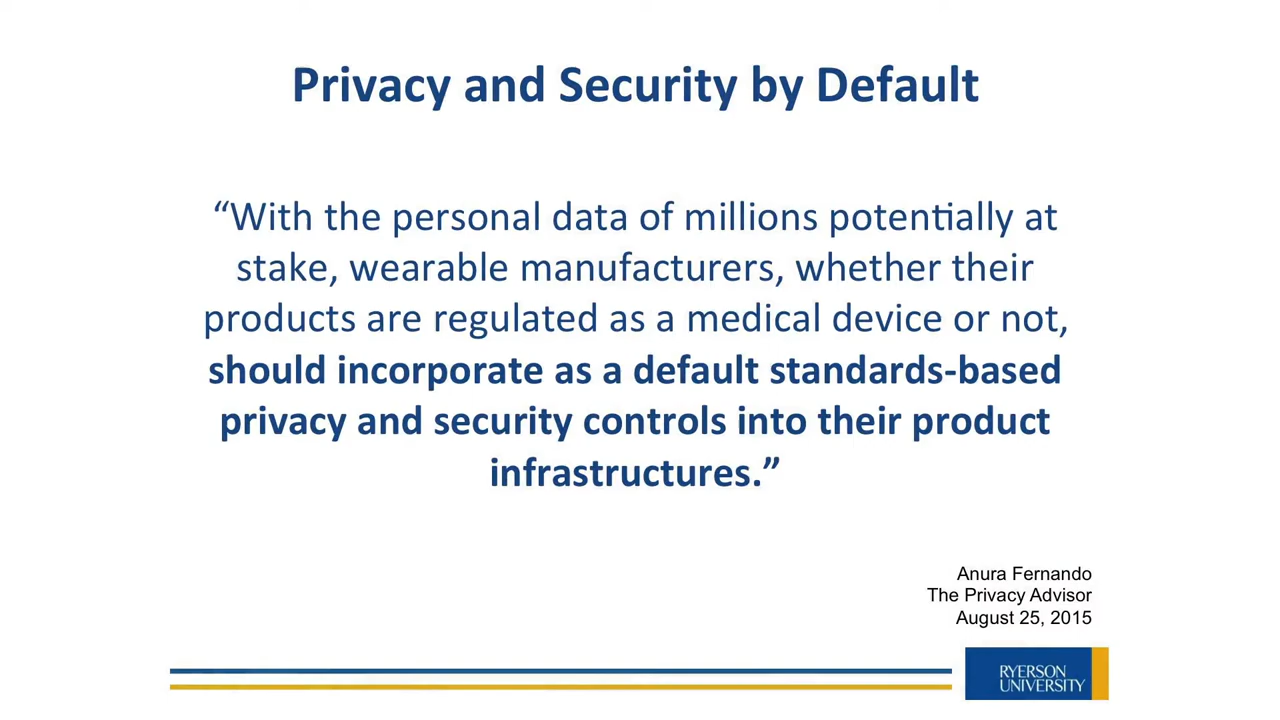 Privacy and Security by Default
“With the personal data of millions potentially at
stake, wearable manufacturers, whether their
products are regulated as a medical device or not,
should incorporate as a default standards-based
privacy and security controls into their product
infrastructures.”
Anura Fernando
The Privacy Advisor
August 25, 2015
RYERSON
UNIVERSITY